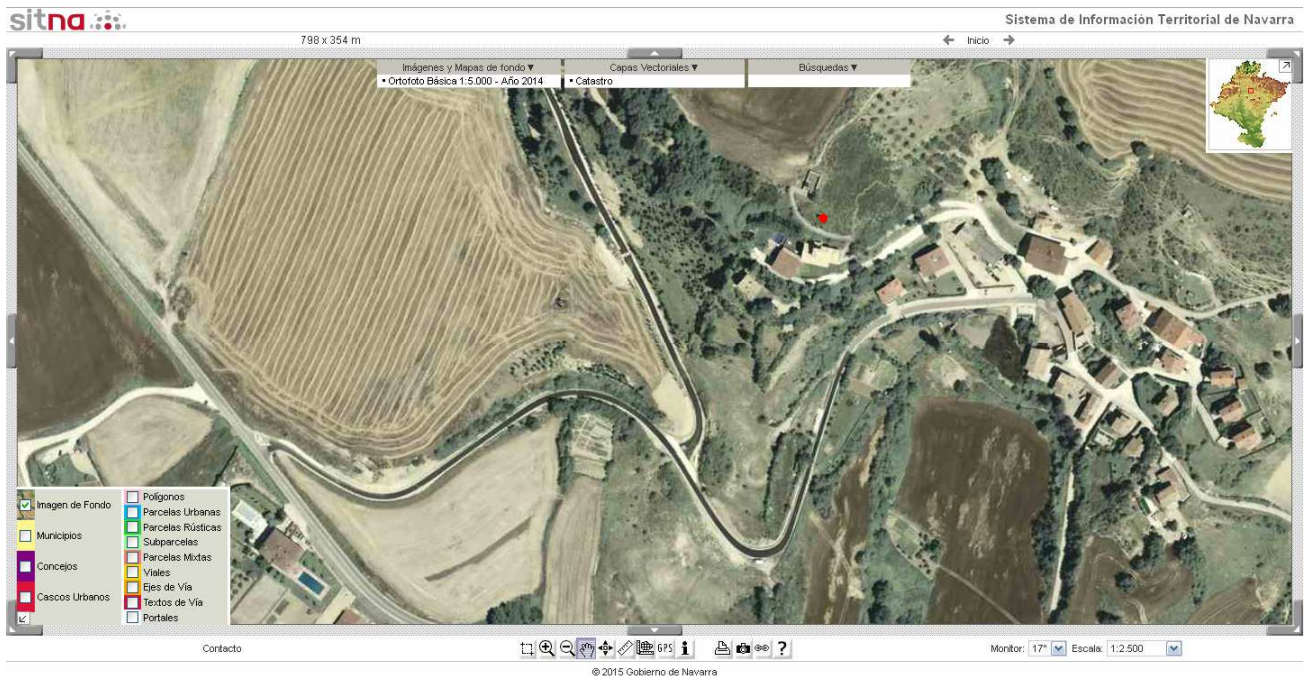 sitna
Sistema de Información Territorial de Navarra
798 x 354 m
Inicio
Imágenes y Mapas de fondo ▼
Capas Vectoriales ▼
Búsquedas ▼
• Ortofoto Básica 1:5.000 - Año 2014
• Catastro
Imagen de Fondo
Municipios
Concejos
Cascos Urbanos
Polígonos
Parcelas Urbanas
Parcelas Rústicas
Subparcelas
Parcelas Mixtas
Viales
Ejes de Vía
Textos de Vía
Portales
Contacto
GPS
i
?
Monitor: 17"
Escala: 1:2.500
© 2015 Gobierno de Navarra